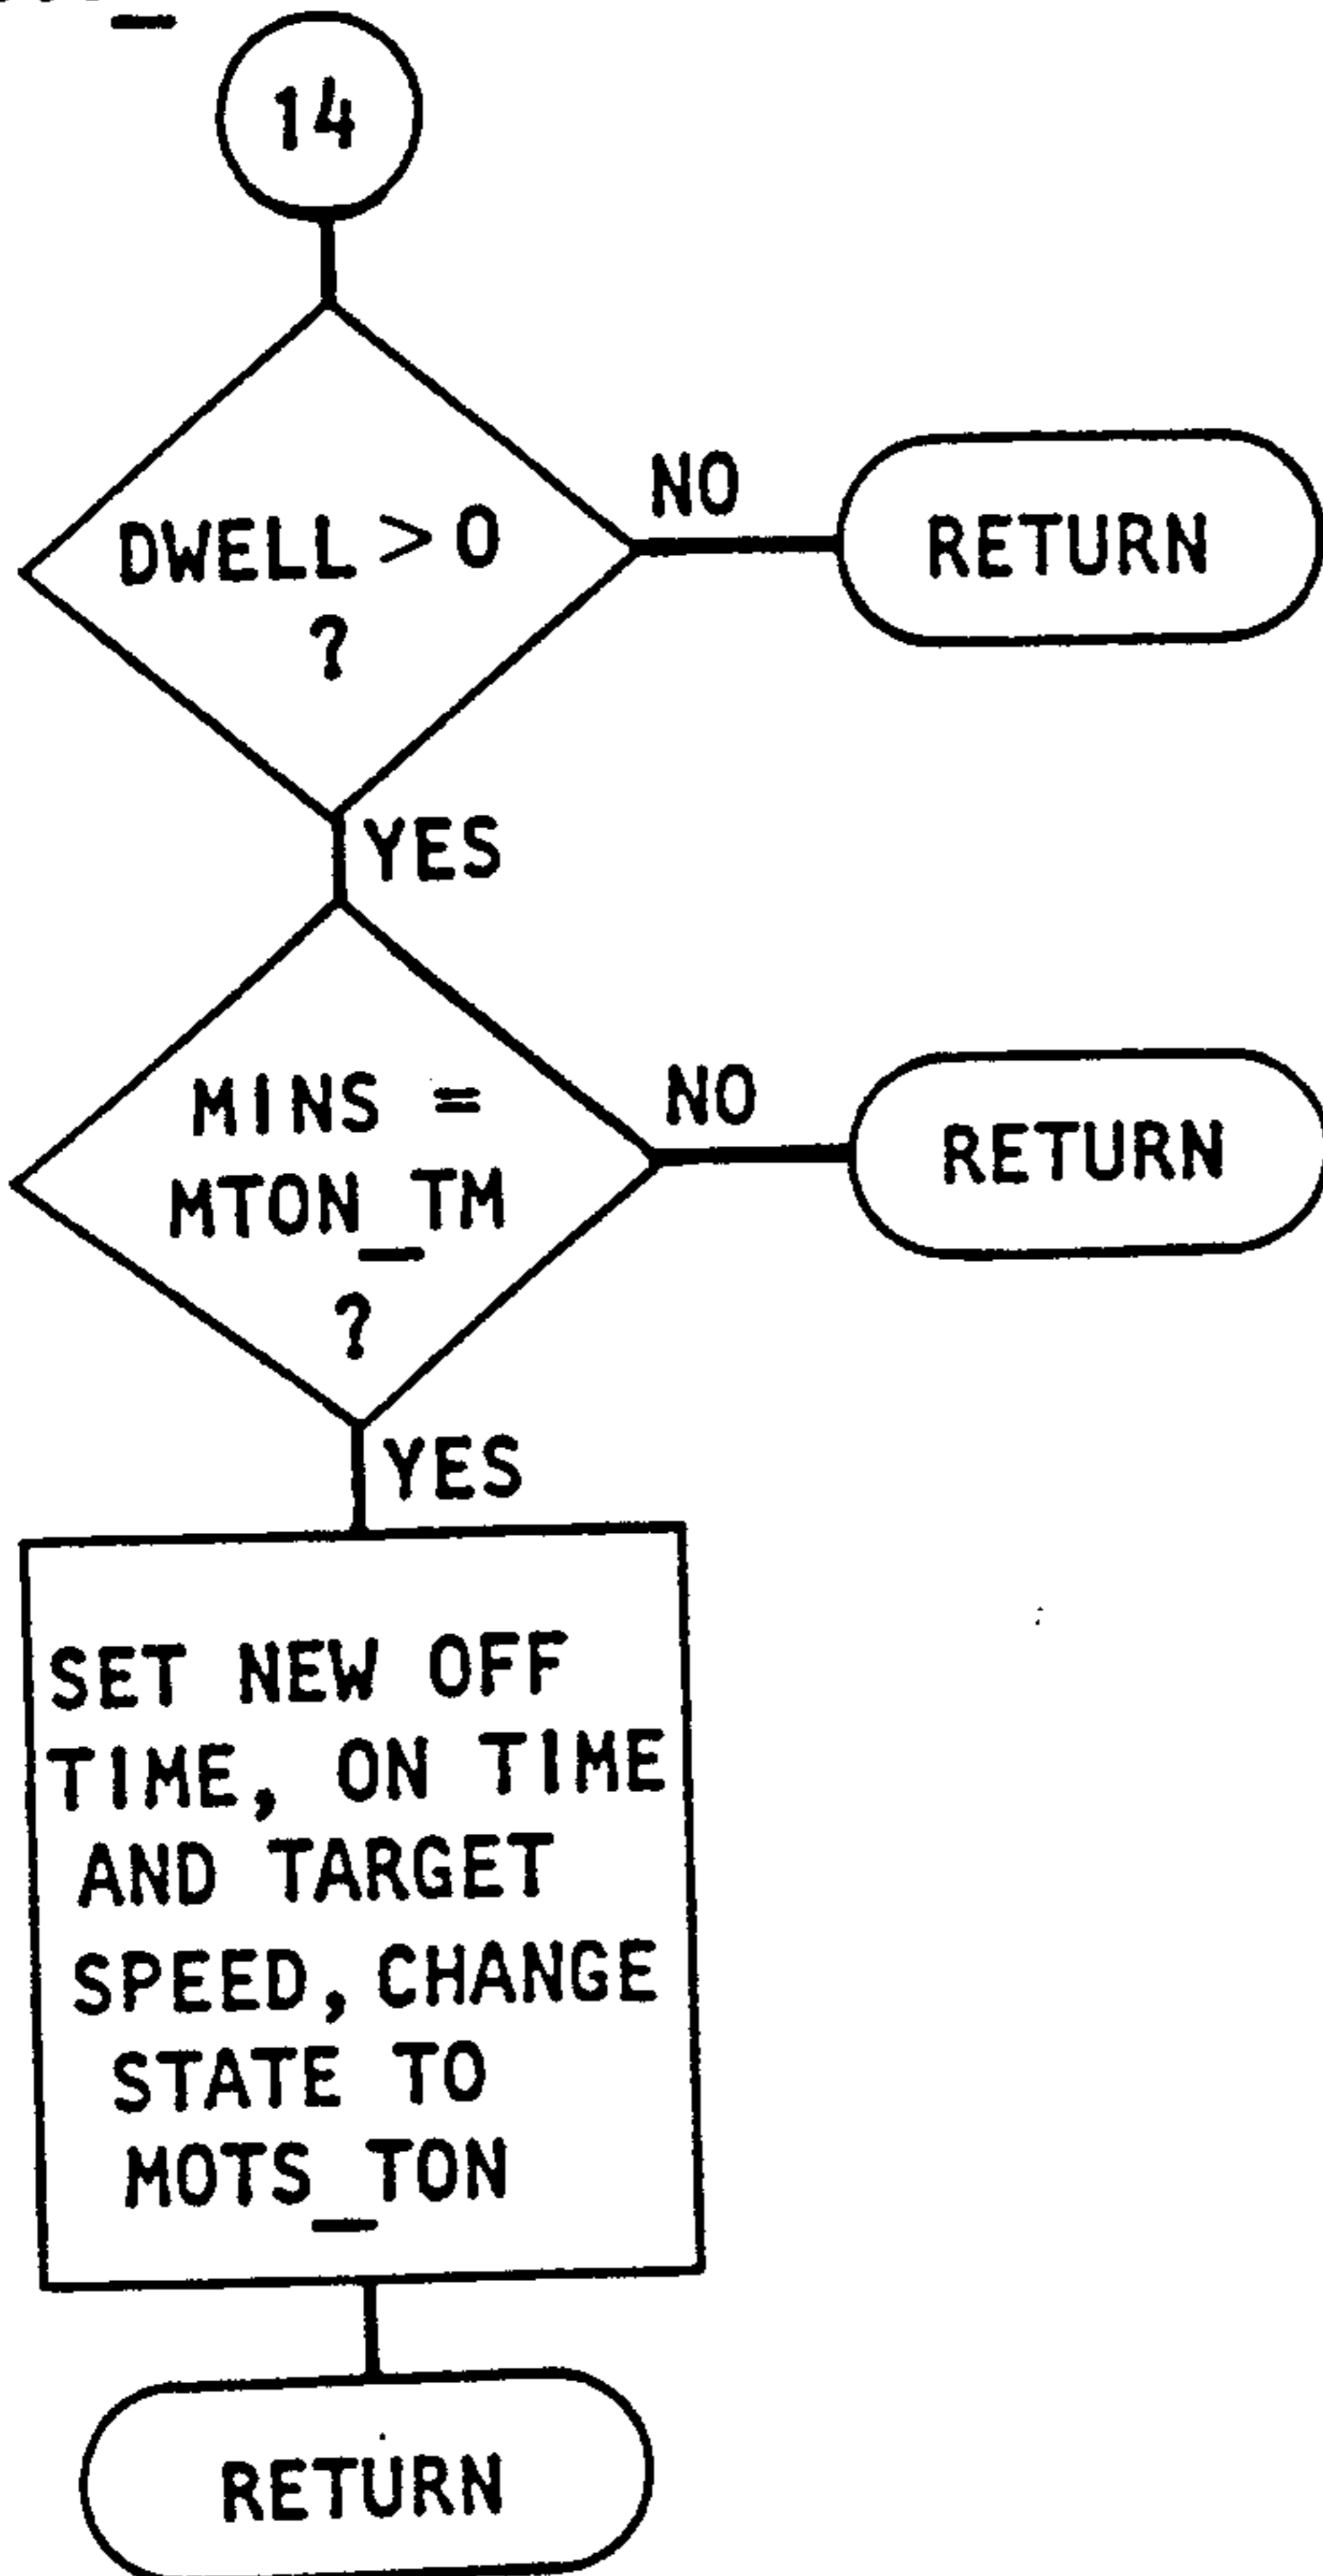 14
DWELL > 0
?
NO
RETURN
YES
MINS =
MTON_TM
?
NO
RETURN
YES
SET NEW OFF
TIME, ON TIME
AND TARGET
SPEED, CHANGE
STATE TO
MOTS_TON
RETURN